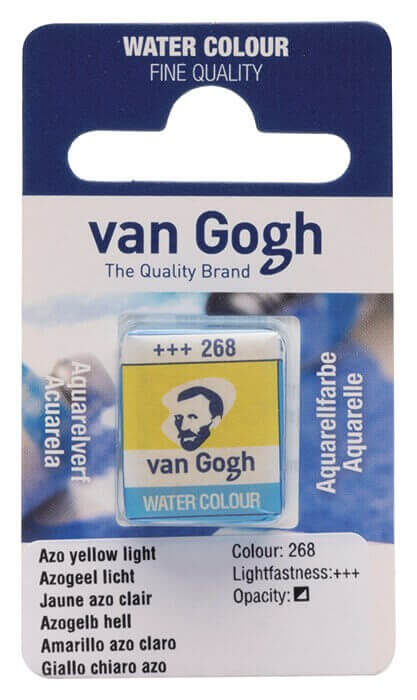 WATER COLOUR
FINE QUALITY
van Gogh
The Quality Brand
Aquarelverf
Acuarela
+++ 268
van Gogh
WATER COLOUR
Aquarellfarbe
Aquarelle
Azo yellow light
Azogeel licht
Jaune azo clair
Azogelb hell
Amarillo azo claro
Giallo chiaro azo
Colour: 268
Lightfastness:+++
Opacity: